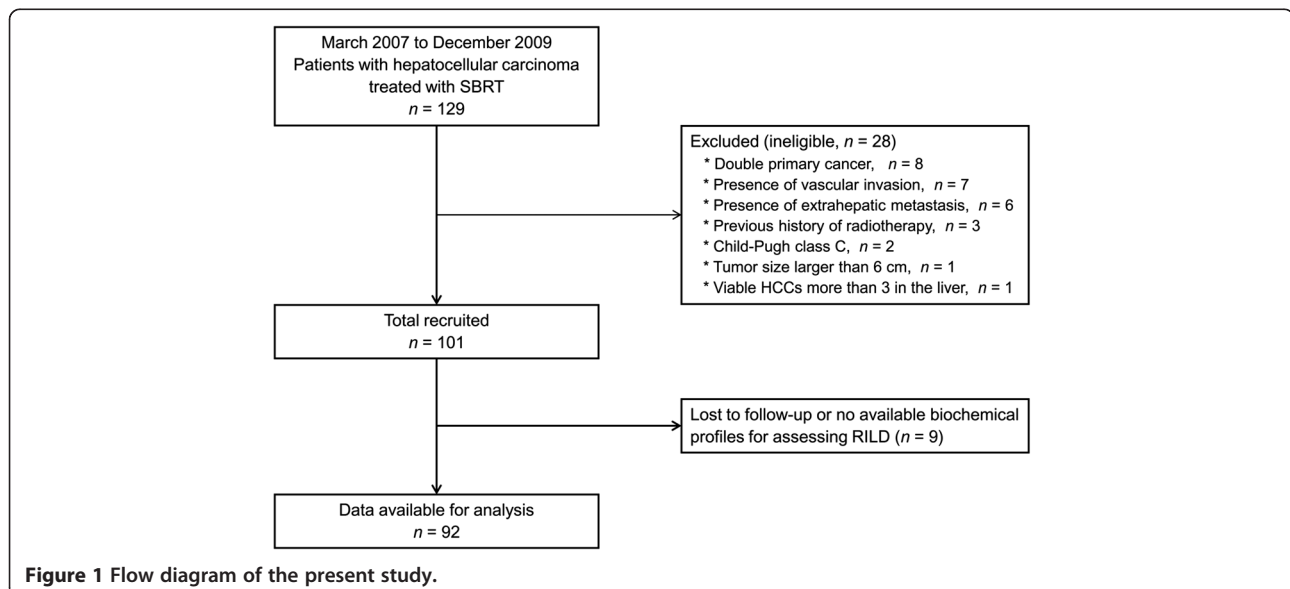 March 2007 to December 2009
Patients with hepatocellular carcinoma
treated with SBRT
n = 129
Excluded (ineligible, n = 28)
* Double primary cancer, n = 8
* Presence of vascular invasion, n = 7
* Presence of extrahepatic metastasis, n = 6
* Previous history of radiotherapy, n = 3
* Child-Pugh class C, n = 2
* Tumor size larger than 6 cm, n = 1
* Viable HCCs more than 3 in the liver, n = 1
Total recruited
n = 101
Lost to follow-up or no available biochemical
profiles for assessing RILD (n = 9)
Data available for analysis
n = 92
Figure 1 Flow diagram of the present study.